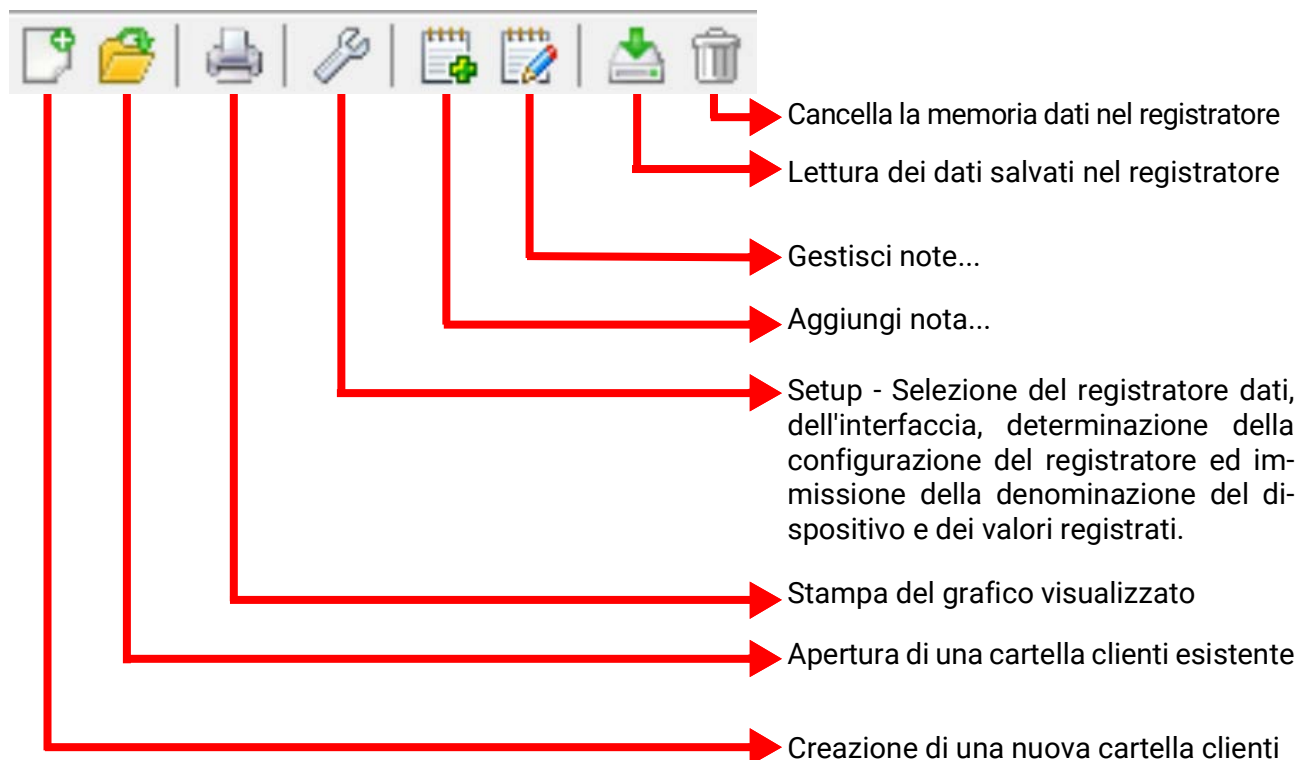 Cancella la memoria dati nel registratore
Lettura dei dati salvati nel registratore
Gestisci note...
Aggiungi nota...
Setup - Selezione del registratore dati,
dell'interfaccia, determinazione della
configurazione del registratore ed im-
missione della denominazione del di-
spositivo e dei valori registrati.
Stampa del grafico visualizzato
Apertura di una cartella clienti esistente
Creazione di una nuova cartella clienti